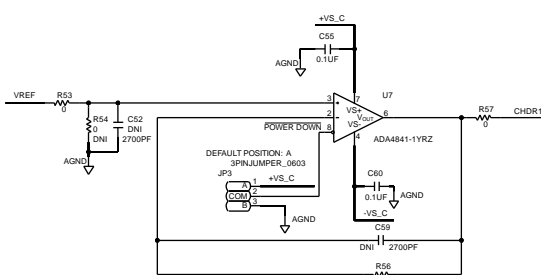 +VS_C
C55
0.1UF
AGND
VREF
R53
0
R54
0
DNI
C52
DNI
2700PF
AGND
3
2
8
7
6
4
U7
VS+
VOUT
VS-
POWER DOWN
ADA4841-1YRZ
R57
0
CHDR1
DEFAULT POSITION: A
3PINJUMPER_0603
JP3
A
COM
B
1
2
3
+VS_C
AGND
C60
0.1UF
AGND
-VS_C
C59
DNI
2700PF
R56